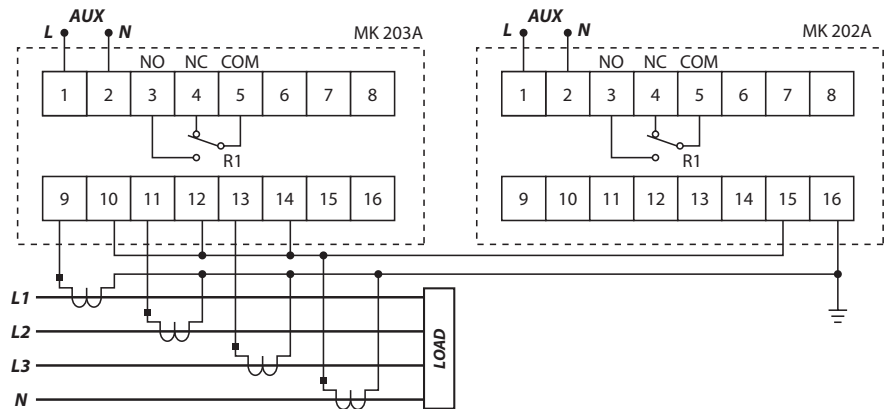 AUX AUX
L N MK 203A L N MK 202A
NO NC COM NO NC COM
1 2 3 4 5 6 7 8 1 2 3 4 5 6 7 8
R1 R1
9 10 11 12 13 14 15 16 9 10 11 12 13 14 15 16
L1
L2
L3
N
LOAD